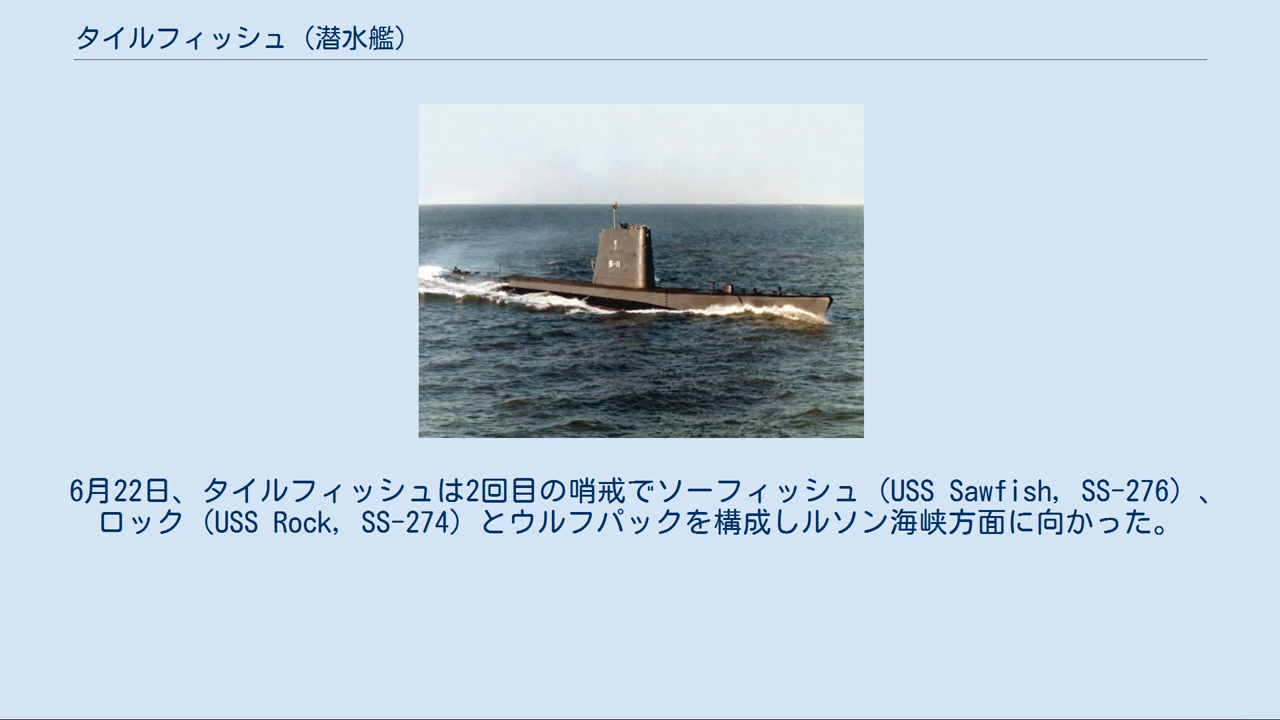 タイルフィッシュ（潜水艦）
S-11
6月22日、タイルフィッシュは2回目の哨戒でソーフィッシュ（USS Sawfish, SS-276）、
ロック（USS Rock, SS-274）とウルフパックを構成しルソン海峡方面に向かった。